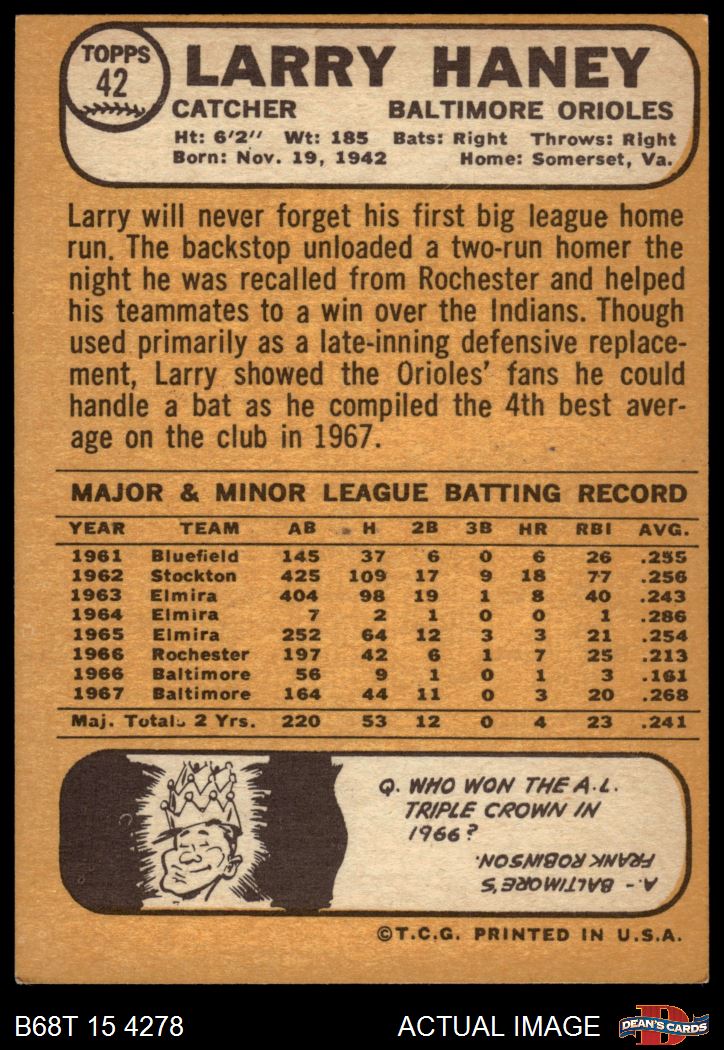 TOPPS
42
LARRY HANEY
CATCHER BALTIMORE ORIOLES
Ht: 6'2" Wt: 185 Bats: Right Throws: Right
Born: Nov. 19, 1942 Home: Somerset, Va.
Larry will never forget his first big league home
run. The backstop unloaded a two-run homer the
night he was recalled from Rochester and helped
his teammates to a win over the Indians. Though
used primarily as a late-inning defensive replace-
ment, Larry showed the Orioles' fans he could
handle a bat as he compiled the 4th best aver-
age on the club in 1967.
MAJOR & MINOR LEAGUE BATTING RECORD
YEAR TEAM AB H 2B 3B HR RBI AVG.
1961 Bluefield 145 37 6 0 6 26 .255
1962 Stockton 425 109 17 9 18 77 .256
1963 Elmira 404 98 19 1 8 40 .243
1964 Elmira 7 2 1 0 0 1 .286
1965 Elmira 252 64 12 3 3 21 .254
1966 Rochester 197 42 6 1 7 25 .213
1966 Baltimore 56 9 1 0 1 3 .161
1967 Baltimore 164 44 11 0 3 20 .268
Maj. Totals 2 Yrs. 220 53 12 0 4 23 .241
Q. WHO WON THE A.L.
TRIPLE CROWN IN
1966?
A.- BALTIMORE'S
FRANK ROBINSON.
©T.C.G. PRINTED IN U.S.A.
B68T 15 4278 ACTUAL IMAGE
D
DEAN'S CARDS